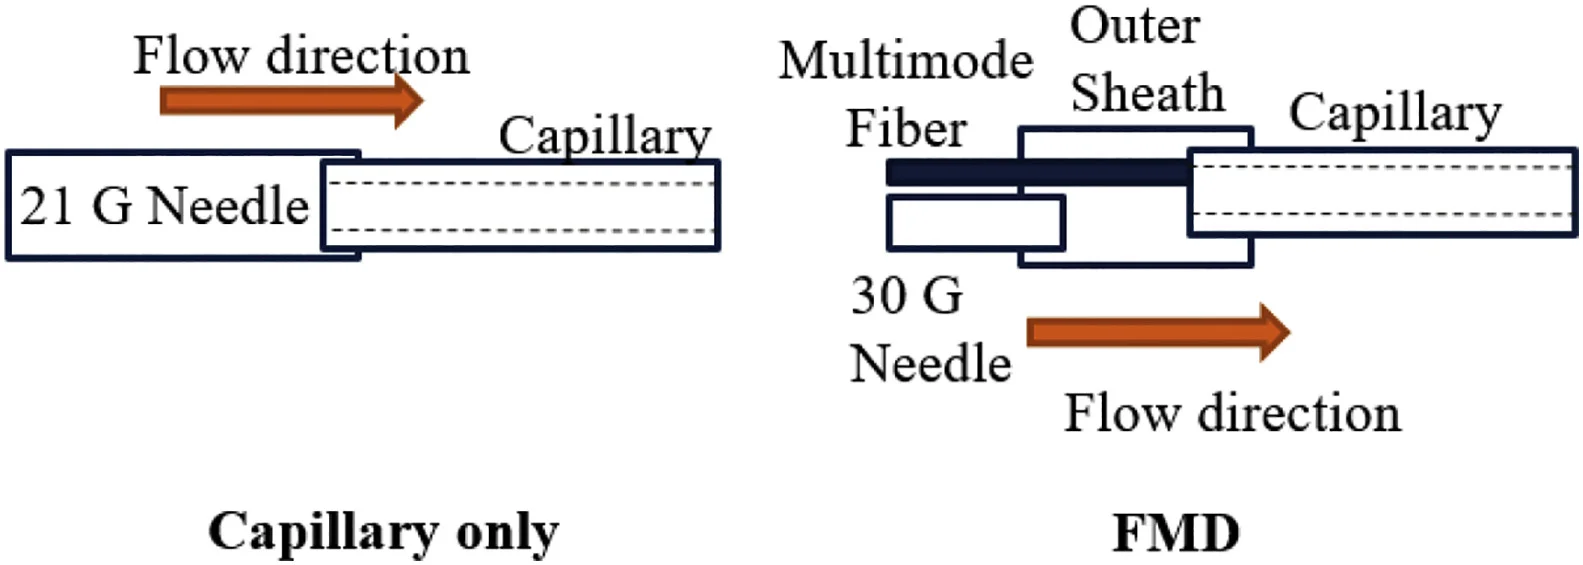 Flow direction
Capillary
21 G Needle
Capillary only
Multimode
Fiber
Outer
Sheath
Capillary
30 G
Needle
Flow direction
FMD